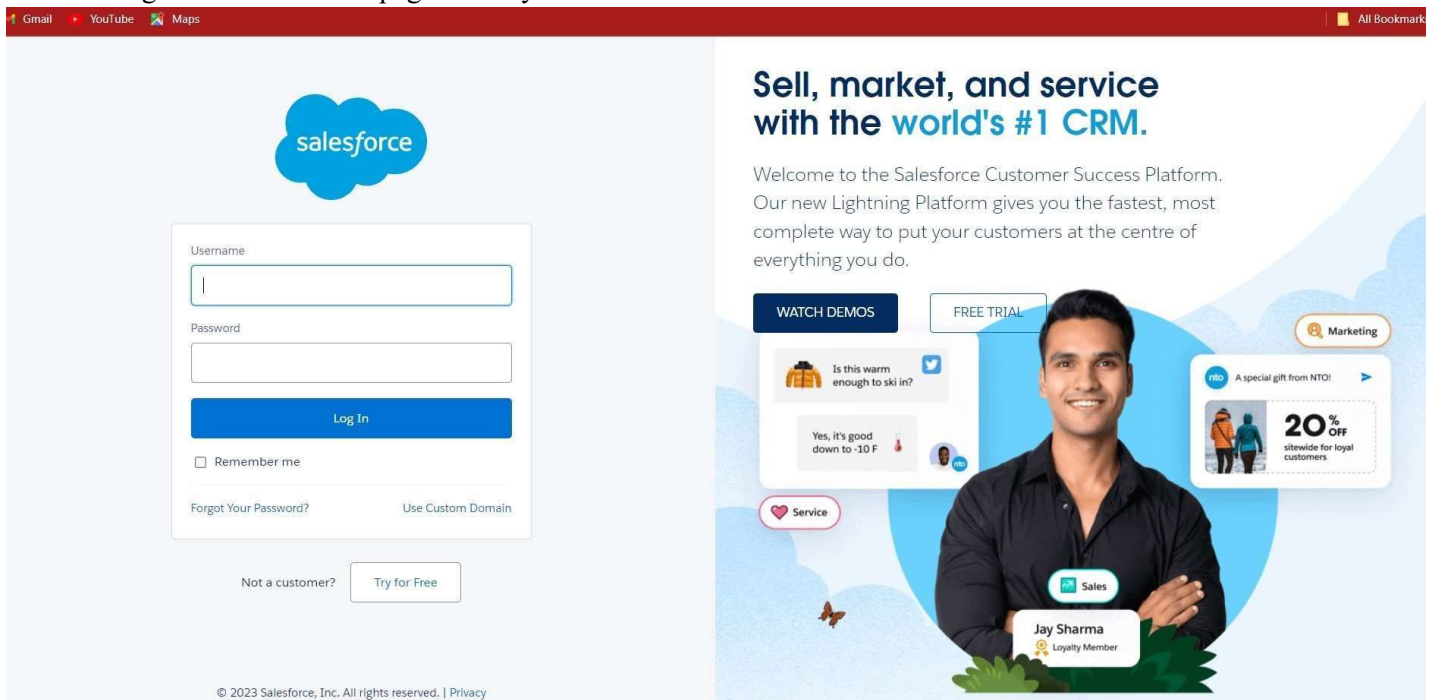 Gmail YouTube Maps All Bookmarks
salesforce
Username
Password
Log In
Remember me
Forgot Your Password? Use Custom Domain
Not a customer? Try for Free
© 2023 Salesforce, Inc. All rights reserved. | Privacy
Sell, market, and service
with the world's #1 CRM.
Welcome to the Salesforce Customer Success Platform.
Our new Lightning Platform gives you the fastest, most
complete way to put your customers at the centre of
everything you do.
WATCH DEMOS FREE TRIAL
Is this warm
enough to ski in?
Yes, it's good
down to -10 F
nto
Service
Marketing
nto A special gift from NTO!
20% OFF
sitewide for loyal
customers
Sales
Jay Sharma
Loyalty Member